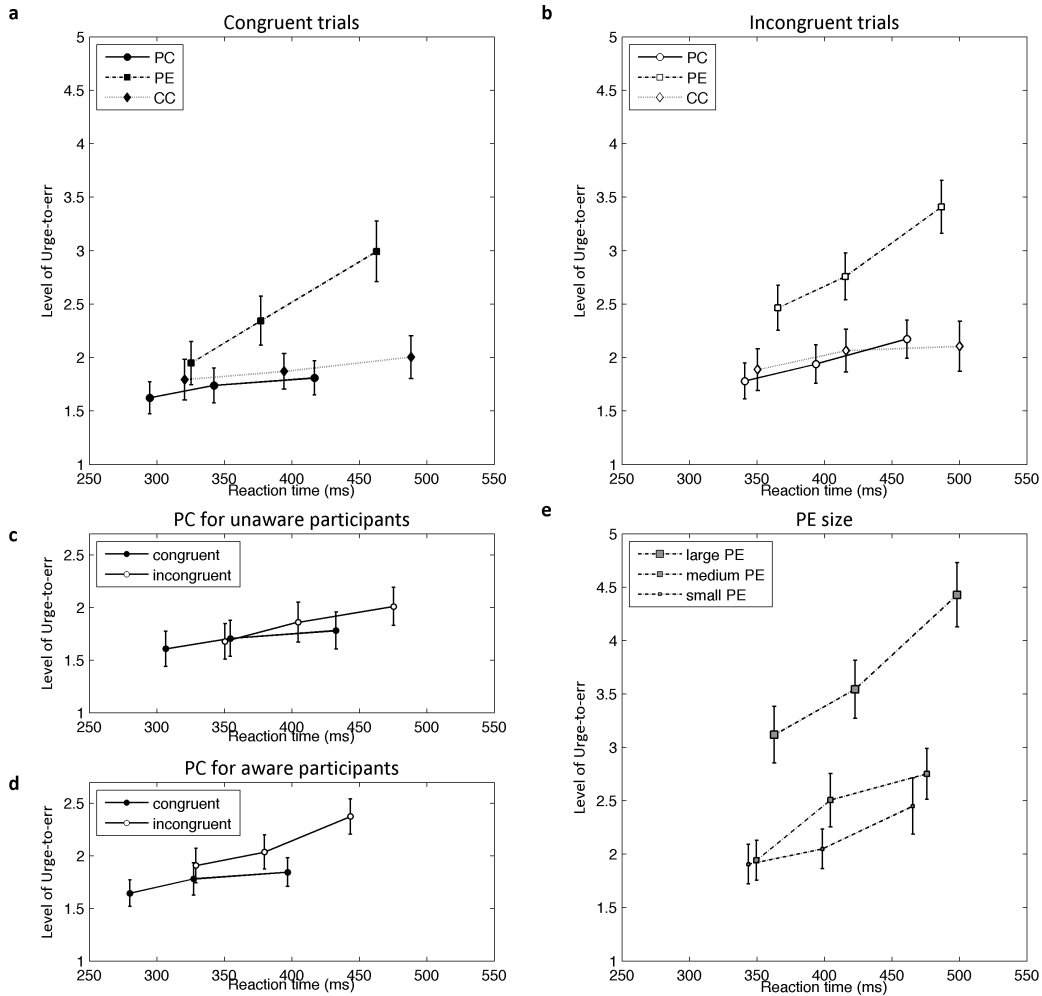 a
Congruent trials
5
4.5
4
3.5
3
2.5
2
1.5
1
Level of Urge-to-err
PC
PE
CC
250 300 350 400 450 500 550
Reaction time (ms)
b
Incongruent trials
5
4.5
4
3.5
3
2.5
2
1.5
1
Level of Urge-to-err
PC
PE
CC
250 300 350 400 450 500 550
Reaction time (ms)
c
PC for unaware participants
2.5
2
1.5
1
Level of Urge-to-err
congruent
incongruent
250 300 350 400 450 500 550
Reaction time (ms)
d
PC for aware participants
2.5
2
1.5
1
Level of Urge-to-err
congruent
incongruent
250 300 350 400 450 500 550
Reaction time (ms)
e
PE size
5
4.5
4
3.5
3
2.5
2
1.5
1
Level of Urge-to-err
large PE
medium PE
small PE
250 300 350 400 450 500 550
Reaction time (ms)